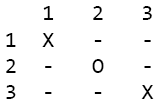 1 2 3
1 X - -
2 - O - 
3 - - X